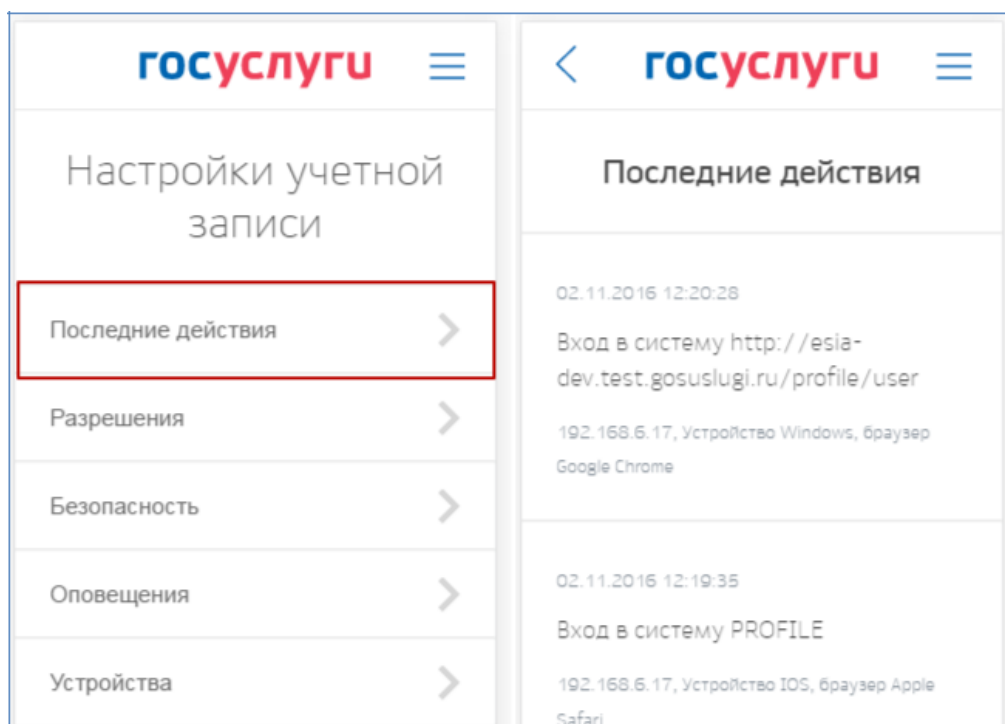 госуслуги
Настройки учетной
записи
Последние действия
Разрешения
Безопасность
Оповещения
Устройства
госуслуги
Последние действия
02.11.2016 12:20:28
Вход в систему http://esia-
dev.test.gosuslugi.ru/profile/user
192.168.6.17, Устройство Windows, браузер
Google Chrome
02.11.2016 12:19:35
Вход в систему PROFILE
192.168.6.17, Устройство IOS, браузер Apple
Safari